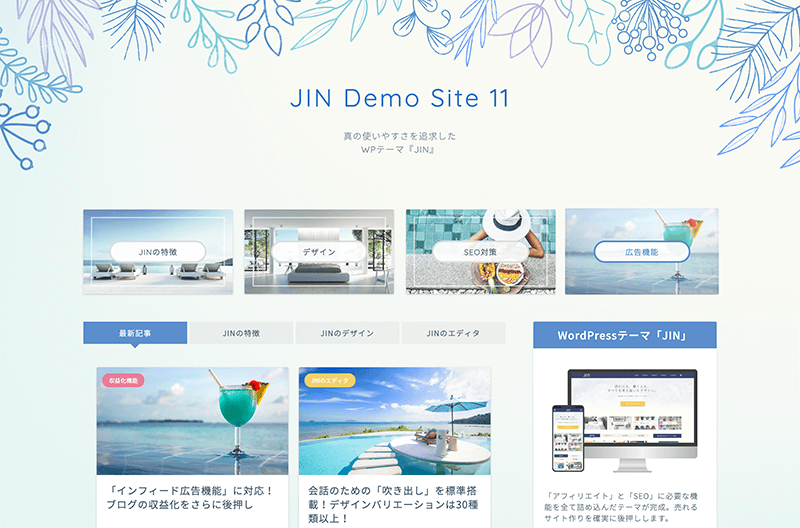 JIN Demo Site 11
真の使いやすさを追求した
WPテーマ『JIN』
JINの特徴
デザイン
SEO対策
広告機能
最新記事
JINの特徴
JINのデザイン
JINのエディタ
WordPressテーマ「JIN」
収益化機能
JINのエディタ
「インフィード広告機能」に対応！
ブログの収益化をさらに後押し
会話のための「吹き出し」を標準搭
載！デザインバリエーションは30種
類以上！
「アフィリエイト」と「SEO」に必要な機
能を全て詰め込んだテーマが完成。売れる
サイト作りを確実に後押しします。